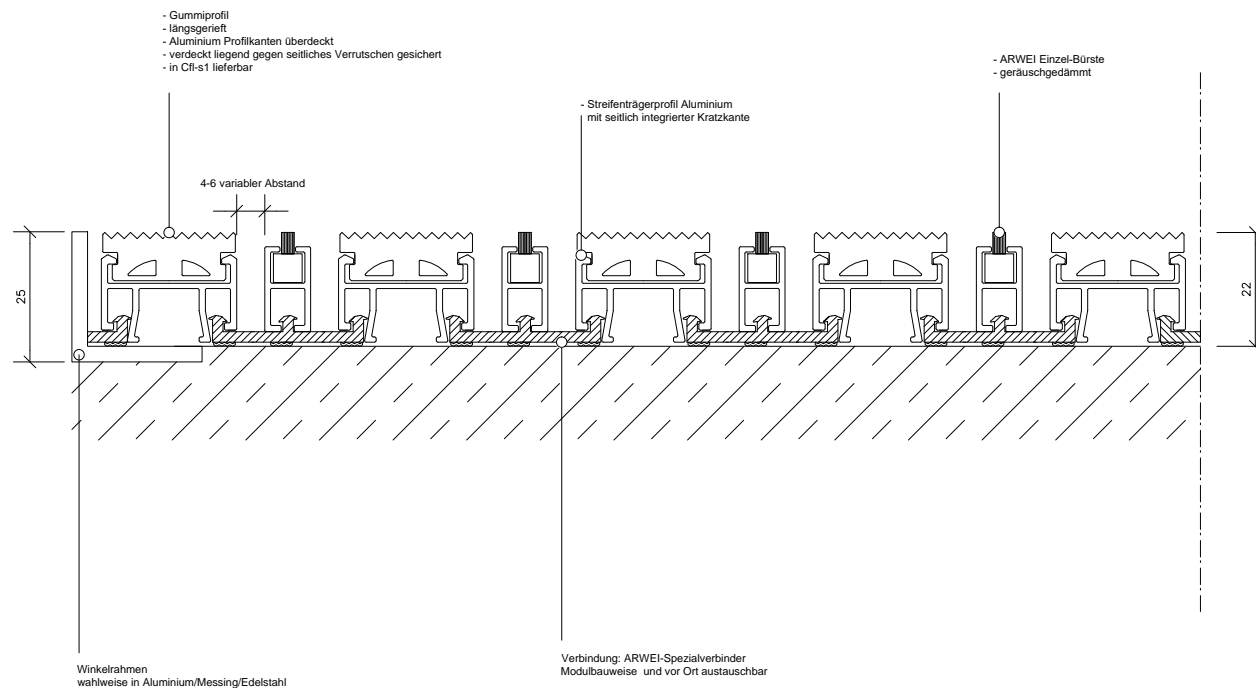 - Gummiprofil
- längsgerieft
- Aluminium Profilkanten überdeckt
- verdeckt liegend gegen seitliches Verrutschen gesichert
- in Cfl-s1 lieferbar
- ARWEI Einzel-Bürste
- geräuschgedämmt
- Streifenträgerprofil Aluminium
mit seitlich integrierter Kratzkante
4-6 variabler Abstand
25
22
Winkelrahmen
wahlweise in Aluminium/Messing/Edelstahl
Verbindung: ARWEI-Spezialverbinder
Modulbauweise und vor Ort austauschbar